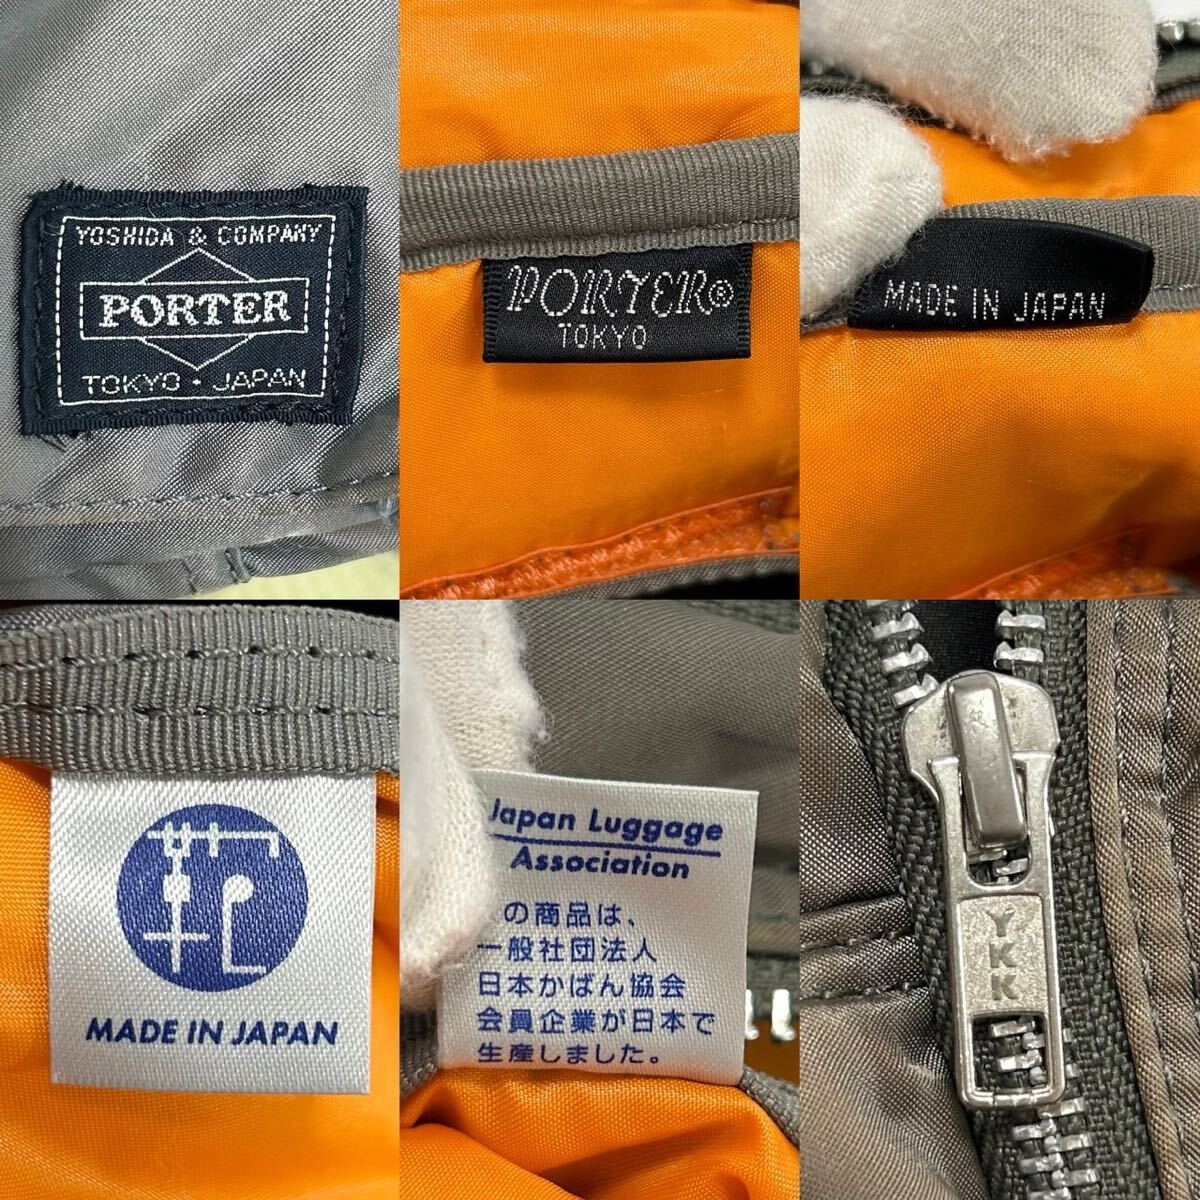 YOSHIDA & COMPANY
PORTER
TOKYO · JAPAN
PORTER®
TOKYO
MADE IN JAPAN
MADE IN JAPAN
Japan Luggage
Association
の商品は、
一般社団法人
日本かばん協会
会員企業が日本で
生産しました。
YKK